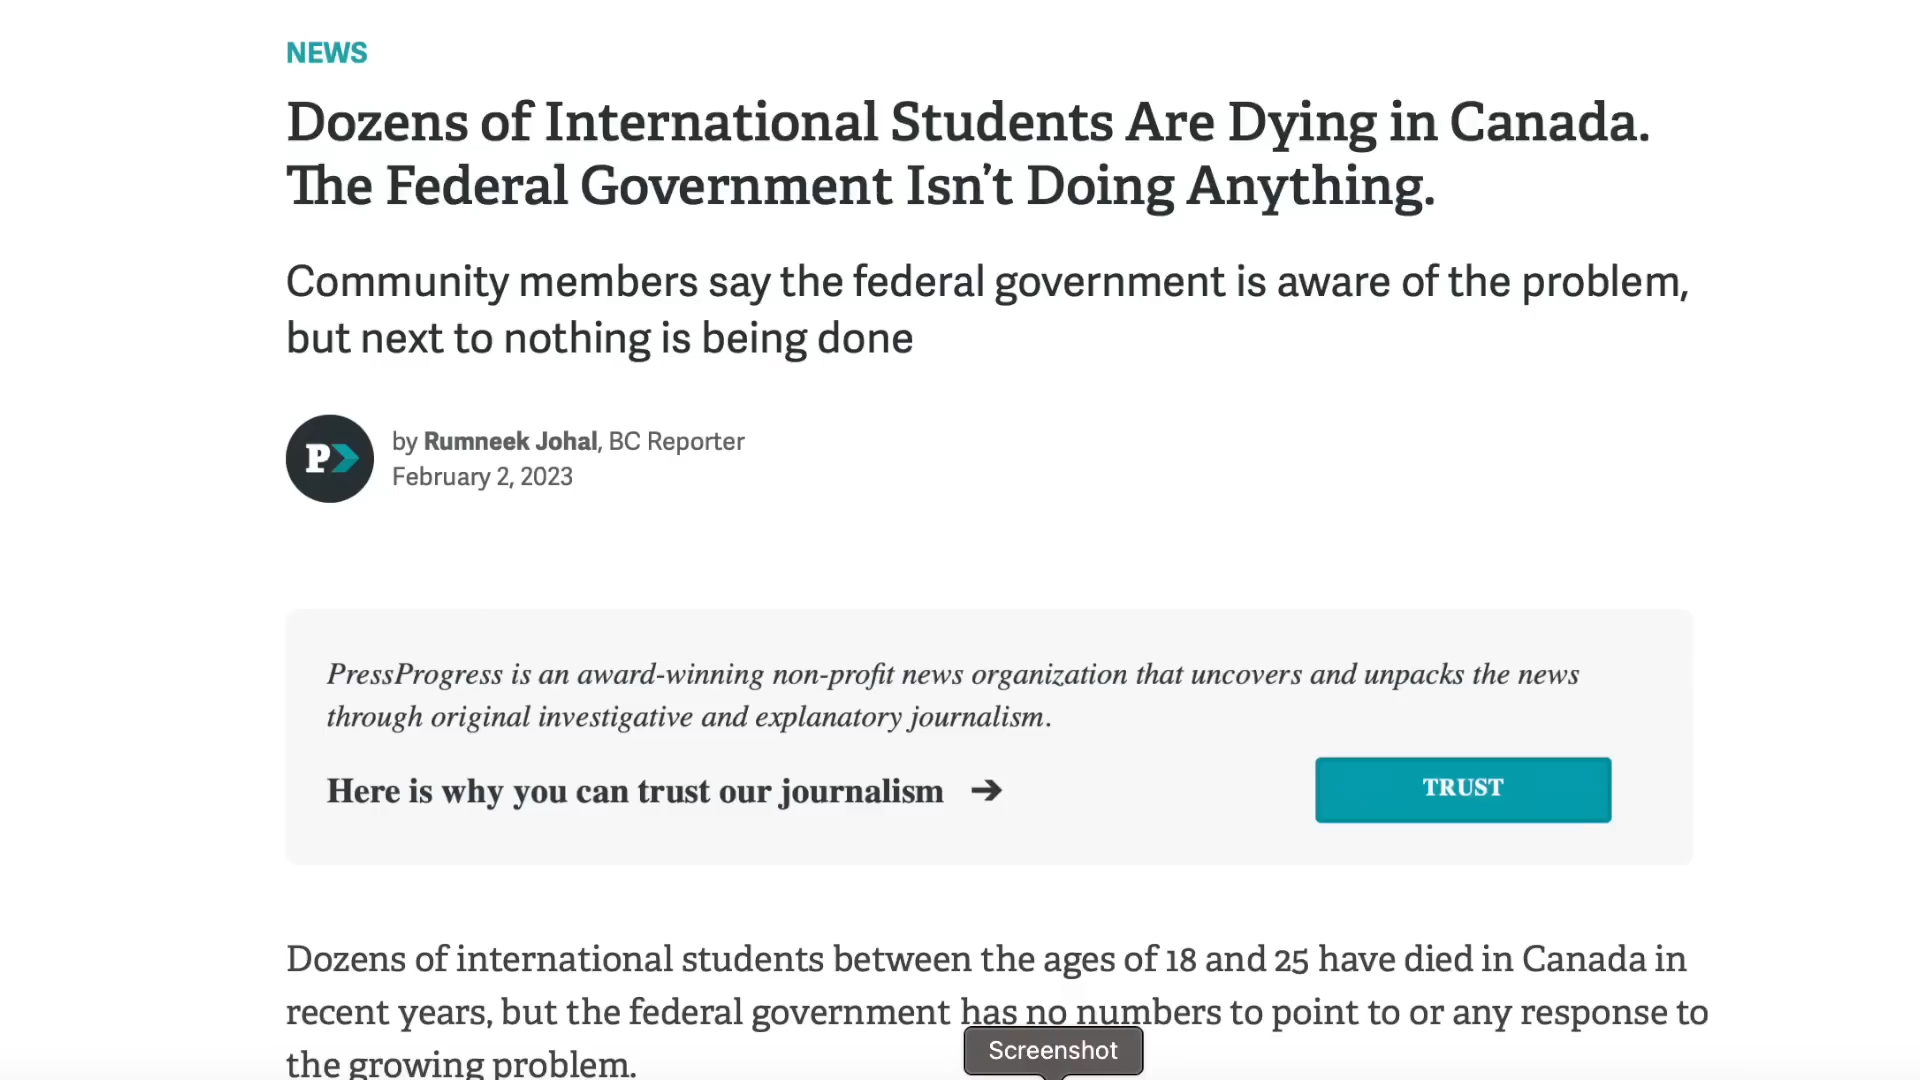 NEWS
Dozens of International Students Are Dying in Canada.
The Federal Government Isn't Doing Anything.
Community members say the federal government is aware of the problem,
but next to nothing is being done
P
by Rumneek Johal, BC Reporter
February 2, 2023
PressProgress is an award-winning non-profit news organization that uncovers and unpacks the news
through original investigative and explanatory journalism.
Here is why you can trust our journalism →
TRUST
Dozens of international students between the ages of 18 and 25 have died in Canada in
recent years, but the federal government has no numbers to point to or any response to
the growing problem.
Screenshot